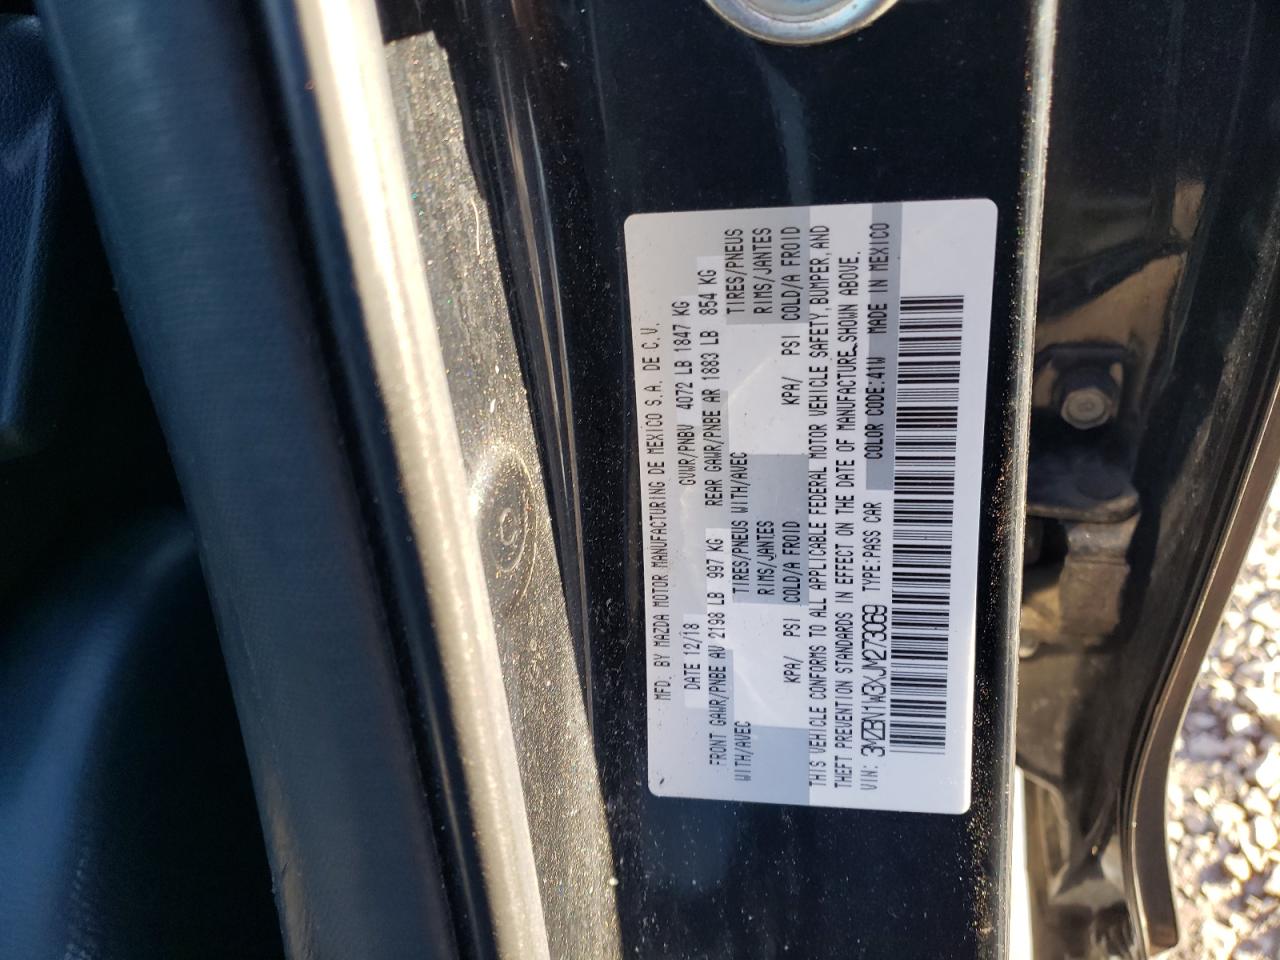 MFD. BY MAZDA MOTOR MANUFACTURING DE MEXICO S.A. DE C.V.
DATE 12/18 GVWR/PNBV 4072 LB 1847 KG
FRONT GAWR/PNBE AV 2198 LB 997 KG REAR GAWR/PNBE AR 1883 LB 854 KG
WITH/AVEC TIRES/PNEUS WITH/AVEC TIRES/PNEUS
RIMS/JANTES RIMS/JANTES
KPA/ PSI COLD/A FROID KPA/ PSI COLD/A FROID
THIS VEHICLE CONFORMS TO ALL APPLICABLE FEDERAL MOTOR VEHICLE SAFETY,BUMPER,AND
THEFT PREVENTION STANDARDS IN EFFECT ON THE DATE OF MANUFACTURE SHOWN ABOVE.
VIN: 3MZBN1W3XJM273069 TYPE:PASS CAR COLOR CODE:41W MADE IN MEXICO